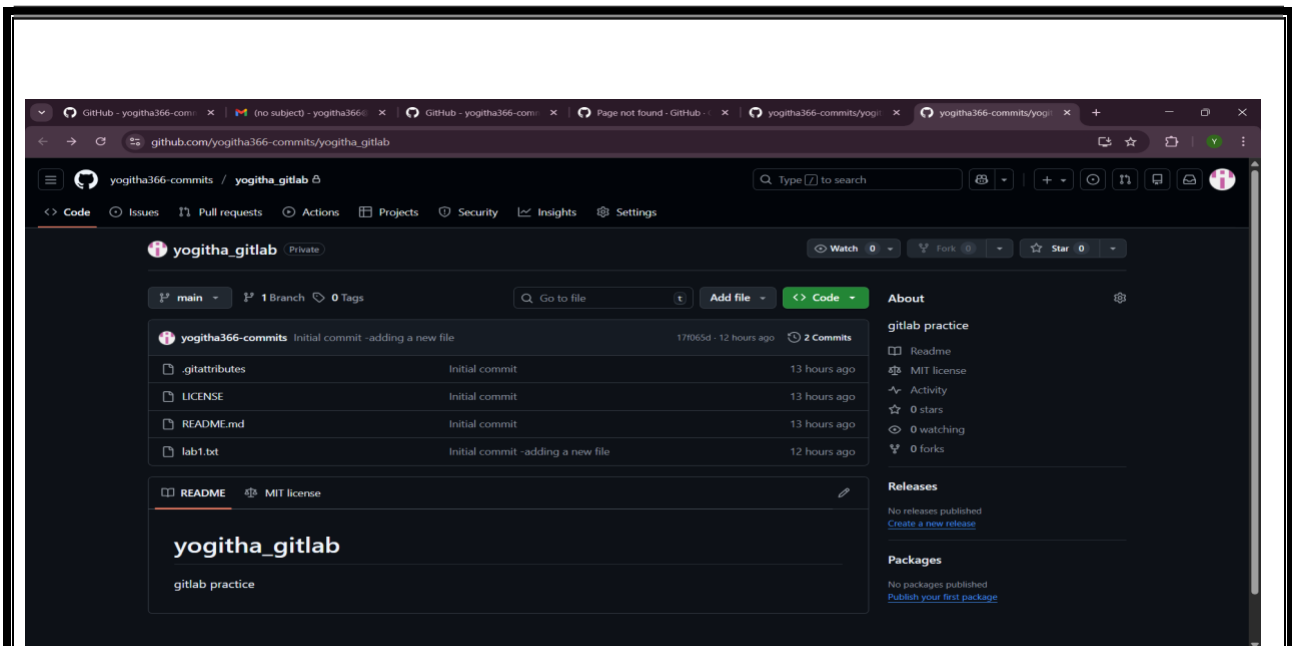 GitHub - yogitha366-com (no subject) - yogitha366@ GitHub - yogitha366-com Page not found - GitHub · yogitha366-commits/yogit yogitha366-commits/yogit
github.com/yogitha366-commits/yogitha_gitlab Y
yogitha366-commits / yogitha_gitlab Type / to search
Code Issues Pull requests Actions Projects Security Insights Settings
yogitha_gitlab Private Watch 0 Fork 0 Star 0
main 1 Branch 0 Tags Go to file t Add file Code About
gitlab practice
yogitha366-commits Initial commit -adding a new file 17f065d · 12 hours ago 2 Commits
Readme
.gitattributes Initial commit 13 hours ago
MIT license
Activity
LICENSE Initial commit 13 hours ago
0 stars
README.md Initial commit 13 hours ago
0 watching
0 forks
lab1.txt Initial commit -adding a new file 12 hours ago
README MIT license
Releases
No releases published
Create a new release
yogitha_gitlab
gitlab practice
Packages
No packages published
Publish your first package